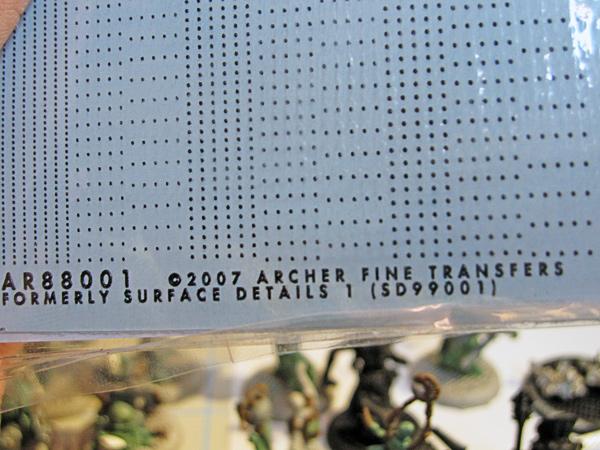 AR88001 ©2007 ARCHER FINE TRANSFERS
FORMERLY SURFACE DETAILS 1 (SD99001)